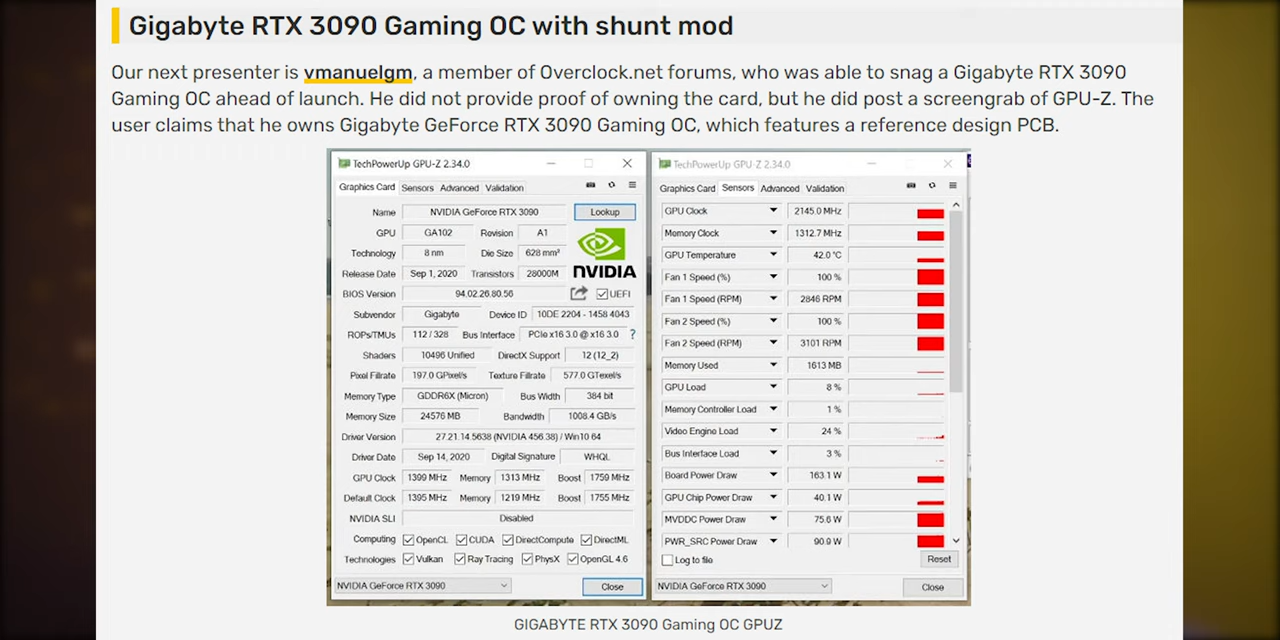 Gigabyte RTX 3090 Gaming OC with shunt mod
Our next presenter is vmanuelgm, a member of Overclock.net forums, who was able to snag a Gigabyte RTX 3090
Gaming OC ahead of launch. He did not provide proof of owning the card, but he did post a screengrab of GPU-Z. The
user claims that he owns Gigabyte GeForce RTX 3090 Gaming OC, which features a reference design PCB.
TechPowerUp GPU-Z 2.34.0
Graphics Card Sensors Advanced Validation
Name NVIDIA GeForce RTX 3090 Lookup
GPU GA102 Revision A1
Technology 8 nm Die Size 628 mm²
Release Date Sep 1, 2020 Transistors 28000M
NVIDIA
BIOS Version 94.02.26.80.56 UEFI
Subvendor Gigabyte Device ID 10DE 2204 - 1458 4043
ROPs/TMUs 112 / 328 Bus Interface PCIe x16 3.0 @ x16 3.0 ?
Shaders 10496 Unified DirectX Support 12 (12_2)
Pixel Fillrate 197.0 GPixel/s Texture Fillrate 577.0 GTexel/s
Memory Type GDDR6X (Micron) Bus Width 384 bit
Memory Size 24576 MB Bandwidth 1008.4 GB/s
Driver Version 27.21.14.5638 (NVIDIA 456.38) / Win10 64
Driver Date Sep 14, 2020 Digital Signature WHQL
GPU Clock 1399 MHz Memory 1313 MHz Boost 1759 MHz
Default Clock 1395 MHz Memory 1219 MHz Boost 1755 MHz
NVIDIA SLI Disabled
Computing OpenCL CUDA DirectCompute DirectML
Technologies Vulkan Ray Tracing PhysX OpenGL 4.6
NVIDIA GeForce RTX 3090 Close
TechPowerUp GPU-Z 2.34.0
Graphics Card Sensors Advanced Validation
GPU Clock 2145.0 MHz
Memory Clock 1312.7 MHz
GPU Temperature 42.0 °C
Fan 1 Speed (%) 100 %
Fan 1 Speed (RPM) 2846 RPM
Fan 2 Speed (%) 100 %
Fan 2 Speed (RPM) 3101 RPM
Memory Used 1613 MB
GPU Load 8 %
Memory Controller Load 1 %
Video Engine Load 24 %
Bus Interface Load 3 %
Board Power Draw 163.1 W
GPU Chip Power Draw 40.1 W
MVDDC Power Draw 75.6 W
PWR_SRC Power Draw 90.9 W
Log to file Reset
NVIDIA GeForce RTX 3090 Close
GIGABYTE RTX 3090 Gaming OC GPUZ